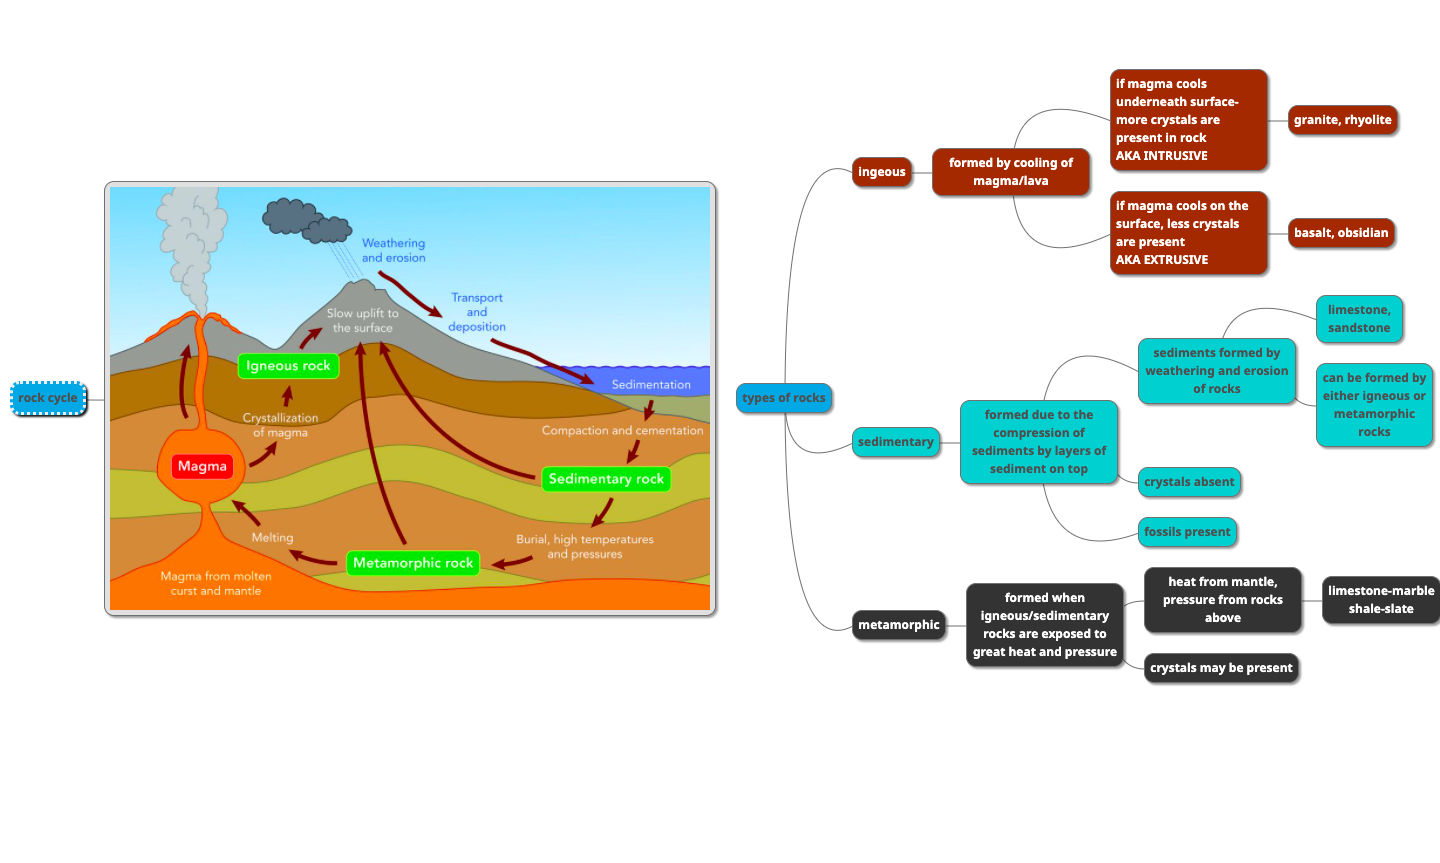 rock cycle
Weathering
and erosion
Transport
and
deposition
Slow uplift to
the surface
Igneous rock
Sedimentation
Crystallization
of magma
Compaction and cementation
Magma
Sedimentary rock
Melting
Burial, high temperatures
and pressures
Metamorphic rock
Magma from molten
curst and mantle
types of rocks
ingeous
formed by cooling of
magma/lava
if magma cools
underneath surface-
more crystals are
present in rock
AKA INTRUSIVE
granite, rhyolite
if magma cools on the
surface, less crystals
are present
AKA EXTRUSIVE
basalt, obsidian
sedimentary
formed due to the
compression of
sediments by layers of
sediment on top
sediments formed by
weathering and erosion
of rocks
limestone,
sandstone
can be formed by
either igneous or
metamorphic
rocks
crystals absent
fossils present
metamorphic
formed when
igneous/sedimentary
rocks are exposed to
great heat and pressure
heat from mantle,
pressure from rocks
above
limestone-marble
shale-slate
crystals may be present